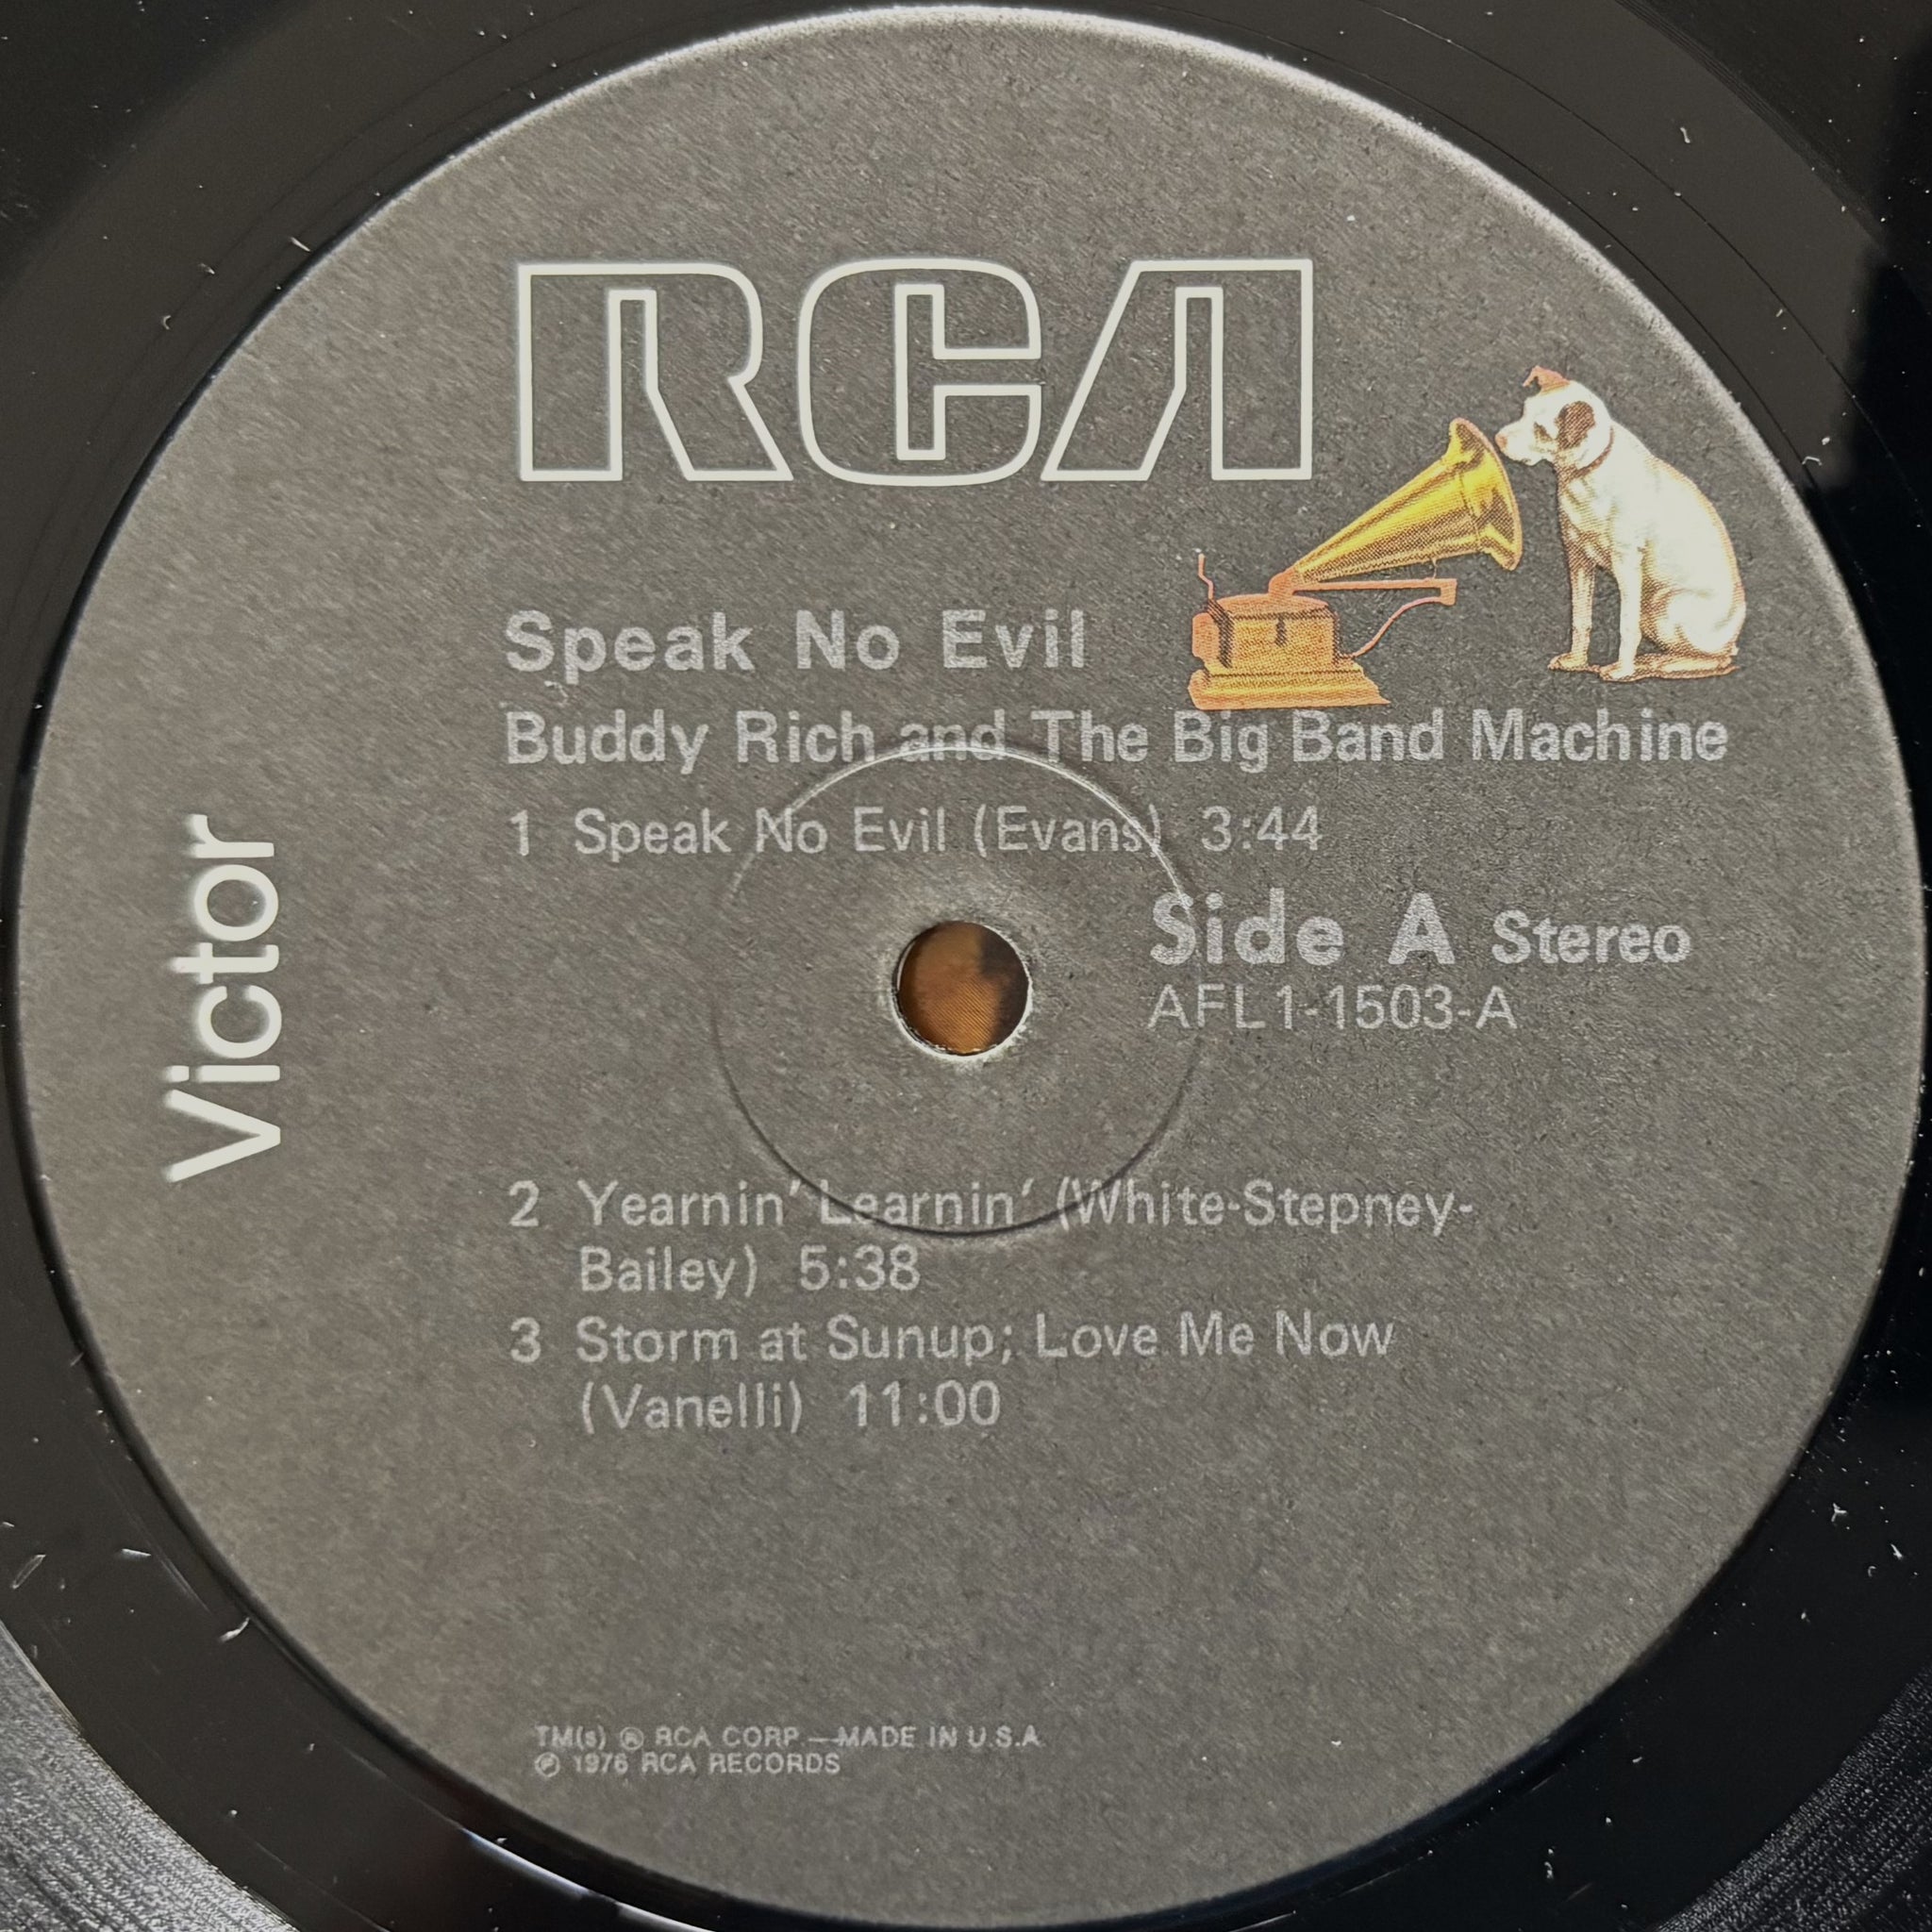 RCA
Speak No Evil
Buddy Rich and The Big Band Machine
1 Speak No Evil (Evans) 3:44
Side A Stereo
AFL1-1503-A
Victor
2 Yearnin' Learnin' (White-Stepney-
Bailey) 5:38
3 Storm at Sunup; Love Me Now
(Vanelli) 11:00
TM(s) ® RCA CORP.—MADE IN U.S.A.
℗ 1976 RCA RECORDS